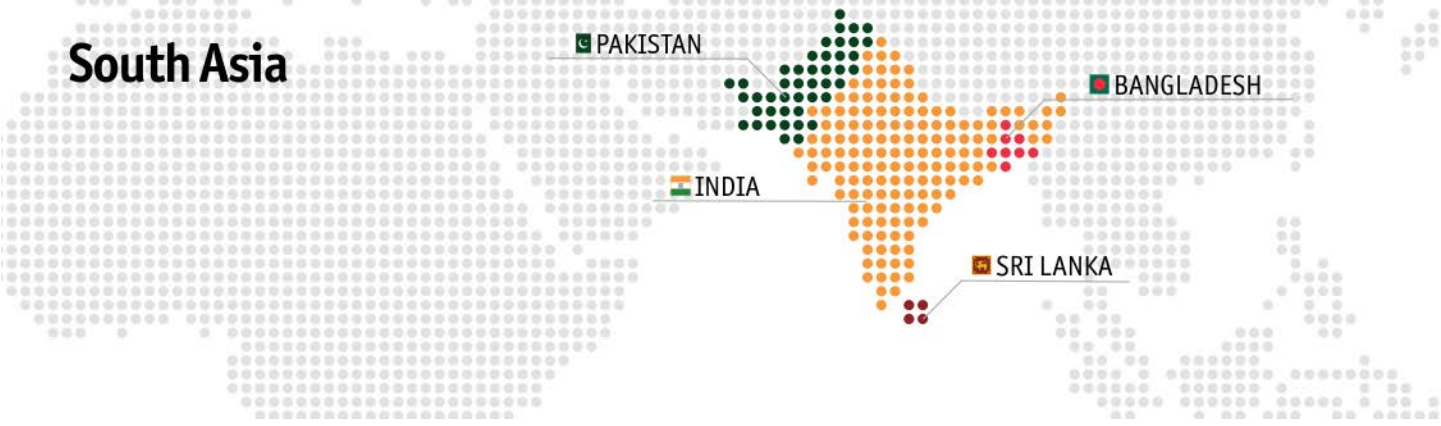 South Asia
PAKISTAN
BANGLADESH
INDIA
SRI LANKA